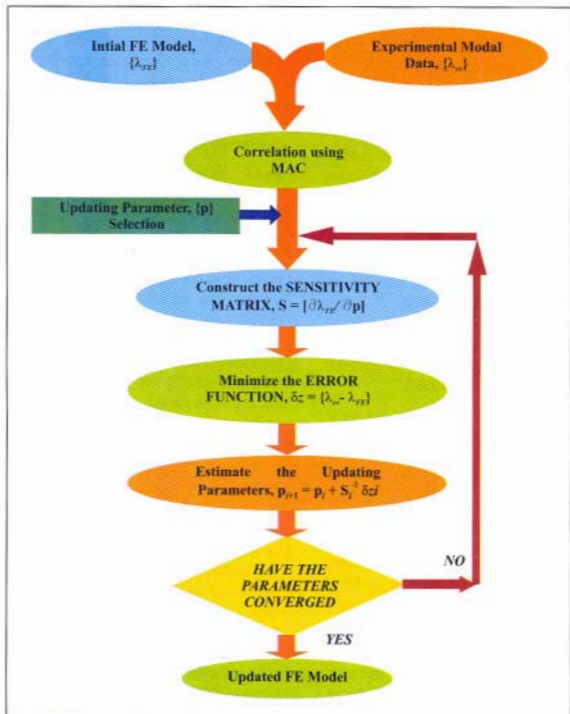 Intial FE Model,
{λFE}
Experimental Modal
Data, {λex}
Correlation using
MAC
Updating Parameter, {p}
Selection
Construct the SENSITIVITY
MATRIX, S = [∂λFE/ ∂p]
Minimize the ERROR
FUNCTION, δz = {λex- λFE}
Estimate the Updating
Parameters, pi+1 = pi + Si-1 δzi
HAVE THE
PARAMETERS
CONVERGED
NO
YES
Updated FE Model